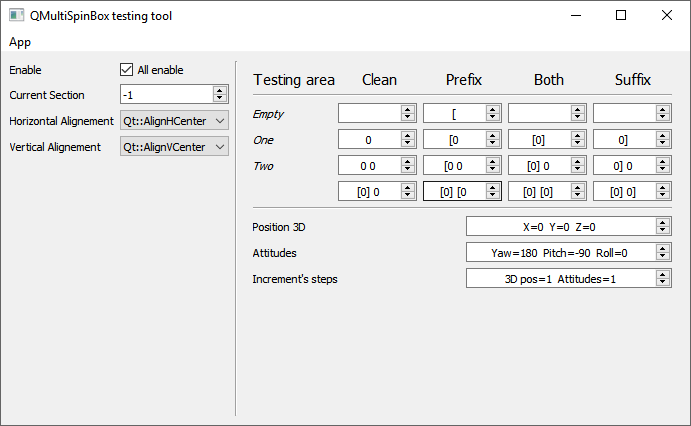 QMultiSpinBox testing tool
App
Enable All enable
Current Section -1
Horizontal Alignement Qt::AlignHCenter
Vertical Alignement Qt::AlignVCenter
Testing area Clean Prefix Both Suffix
Empty [
One 0 [0 [0] 0]
Two 0 0 [0 0 [0] 0 0] 0
[0] 0 [0] [0 [0] [0] [0] 0]
Position 3D X=0 Y=0 Z=0
Attitudes Yaw=180 Pitch=-90 Roll=0
Increment's steps 3D pos=1 Attitudes=1